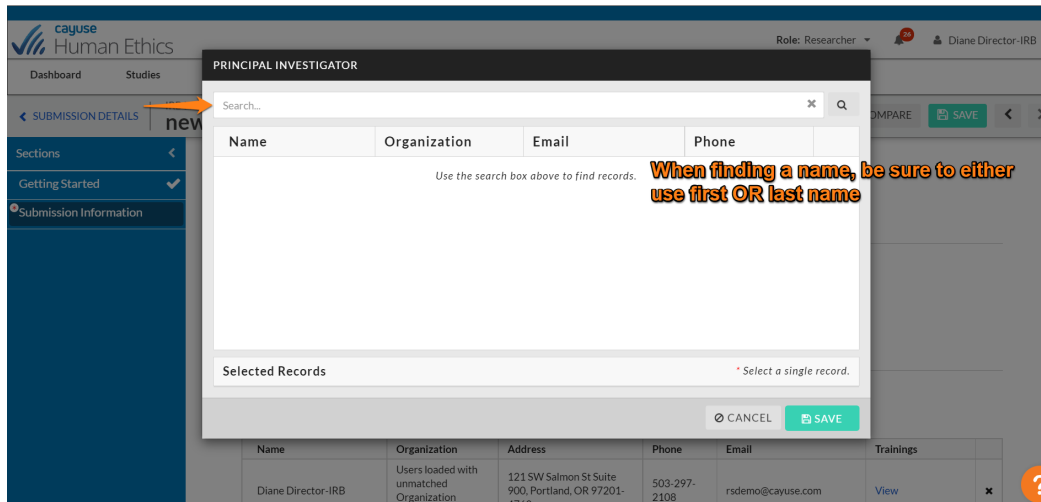 cayuse
Human Ethics
Role: Researcher
26
Diane Director-IRB
Dashboard
Studies
PRINCIPAL INVESTIGATOR
Search...
SUBMISSION DETAILS
new
COMPARE
SAVE
Sections
Name
Organization
Email
Phone
Use the search box above to find records.
When finding a name, be sure to either
use first OR last name
Getting Started
Submission Information
Selected Records
* Select a single record.
CANCEL
SAVE
Name
Organization
Address
Phone
Email
Trainings
Diane Director-IRB
Users loaded with
unmatched
Organization
121 SW Salmon St Suite
900, Portland, OR 97201-
503-297-
2108
rsdemo@cayuse.com
View
?